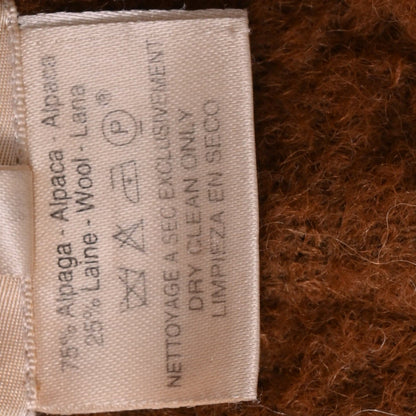 75% Alpaga - Alpaca Alpaca
25% Laine - Wool - Lana
P ®
NETTOYAGE A SEC EXCLUSIVEMENT
DRY CLEAN ONLY
LIMPIEZA EN SECO